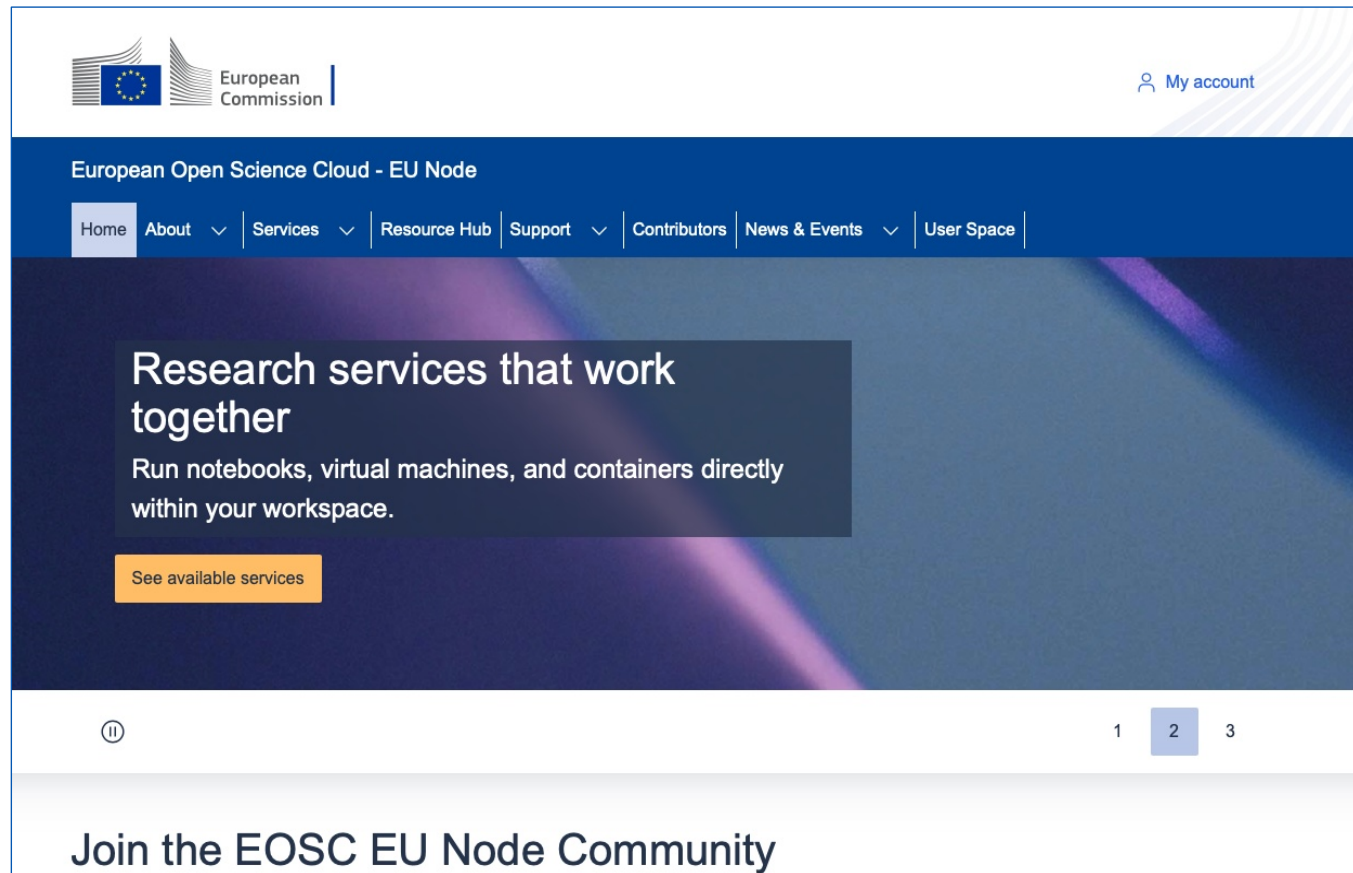 European
Commission
My account
European Open Science Cloud - EU Node
Home About Services Resource Hub Support Contributors News & Events User Space
Research services that work
together
Run notebooks, virtual machines, and containers directly
within your workspace.
See available services
1 2 3
Join the EOSC EU Node Community